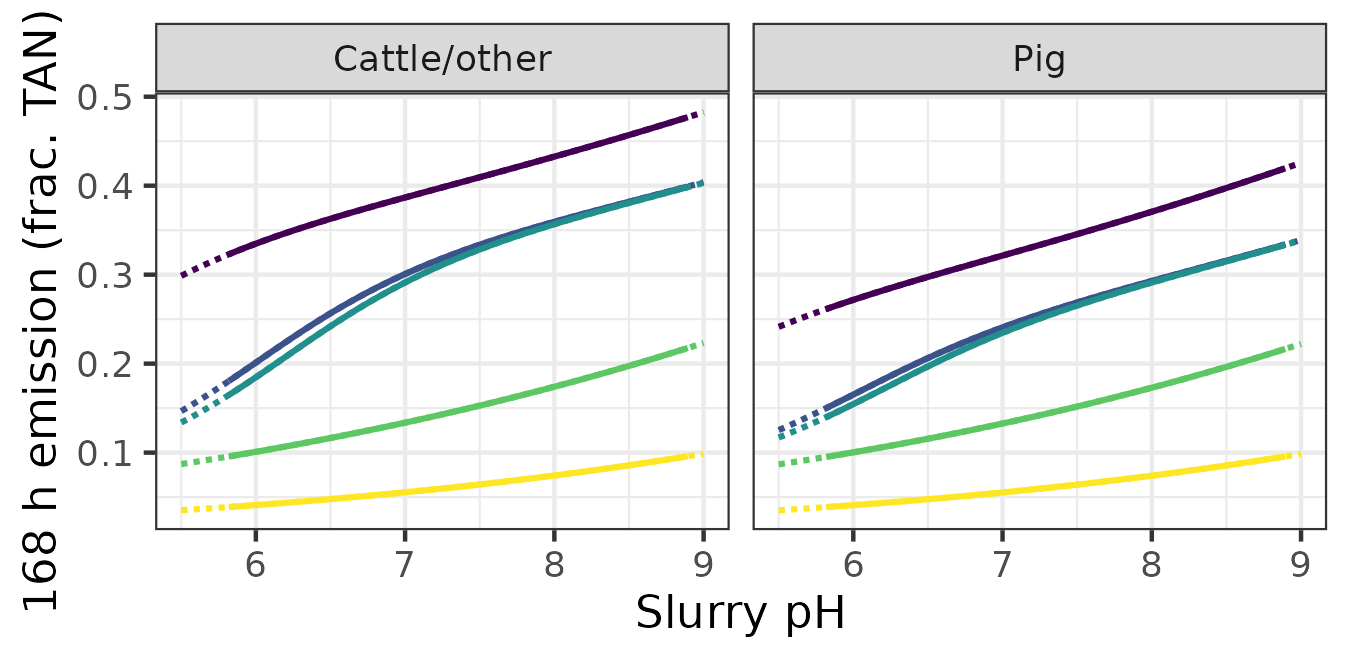 168 h emission (frac. TAN)
Cattle/other
Pig
0.5
0.4
0.3
0.2
0.1
6 7 8 9
6 7 8 9
Slurry pH